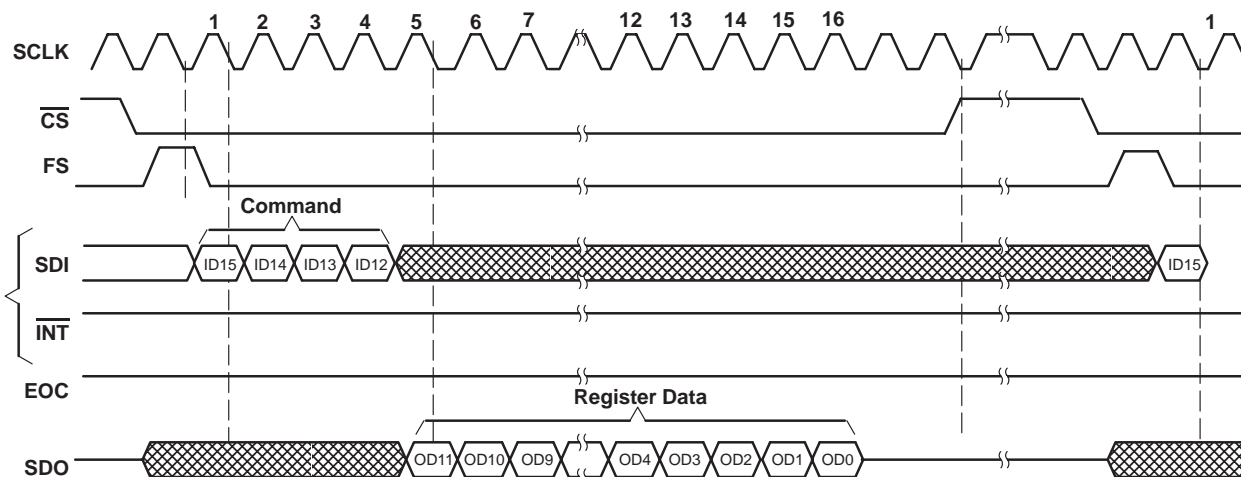 1 2 3 4 5 6 7 12 13 14 15 16 1
SCLK
CS
FS
Command
SDI ID15 ID14 ID13 ID12 ID15
INT
EOC
Register Data
SDO OD11 OD10 OD9 OD4 OD3 OD2 OD1 OD0